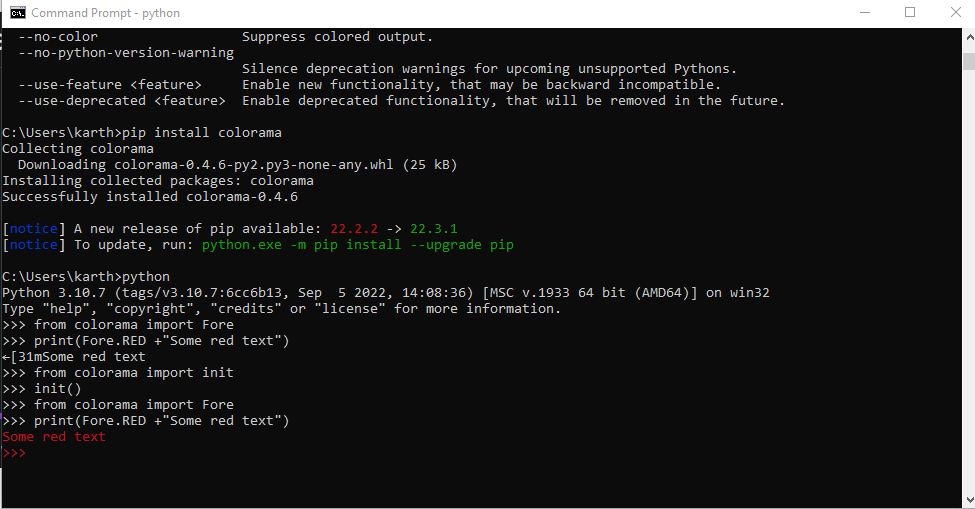 Command Prompt - python
--no-color                  Suppress colored output.
--no-python-version-warning
                            Silence deprecation warnings for upcoming unsupported Pythons.
--use-feature <feature>     Enable new functionality, that may be backward incompatible.
--use-deprecated <feature>  Enable deprecated functionality, that will be removed in the future.
C:\Users\karth>pip install colorama
Collecting colorama
  Downloading colorama-0.4.6-py2.py3-none-any.whl (25 kB)
Installing collected packages: colorama
Successfully installed colorama-0.4.6
[notice] A new release of pip available: 22.2.2 -> 22.3.1
[notice] To update, run: python.exe -m pip install --upgrade pip
C:\Users\karth>python
Python 3.10.7 (tags/v3.10.7:6cc6b13, Sep  5 2022, 14:08:36) [MSC v.1933 64 bit (AMD64)] on win32
Type "help", "copyright", "credits" or "license" for more information.
>>> from colorama import Fore
>>> print(Fore.RED +"Some red text")
←[31mSome red text
>>> from colorama import init
>>> init()
>>> from colorama import Fore
>>> print(Fore.RED +"Some red text")
Some red text
>>>